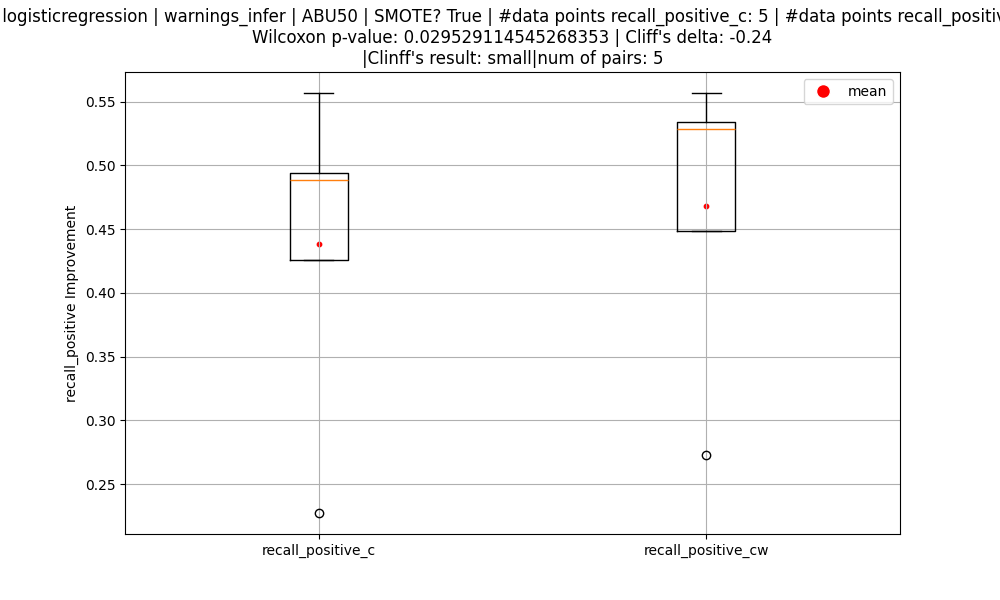 logisticregression | warnings_infer | ABU50 | SMOTE? True | #data points recall_positive_c: 5 | #data points
Wilcoxon p-value: 0.029529114545268353 | Cliff's delta: -0.24
|Clinff's result: small|num of pairs: 5
mean
0.55
0.50
0.45
0.40
0.35
0.30
0.25
recall_positive Improvement
recall_positive_c
recall_positive_cw